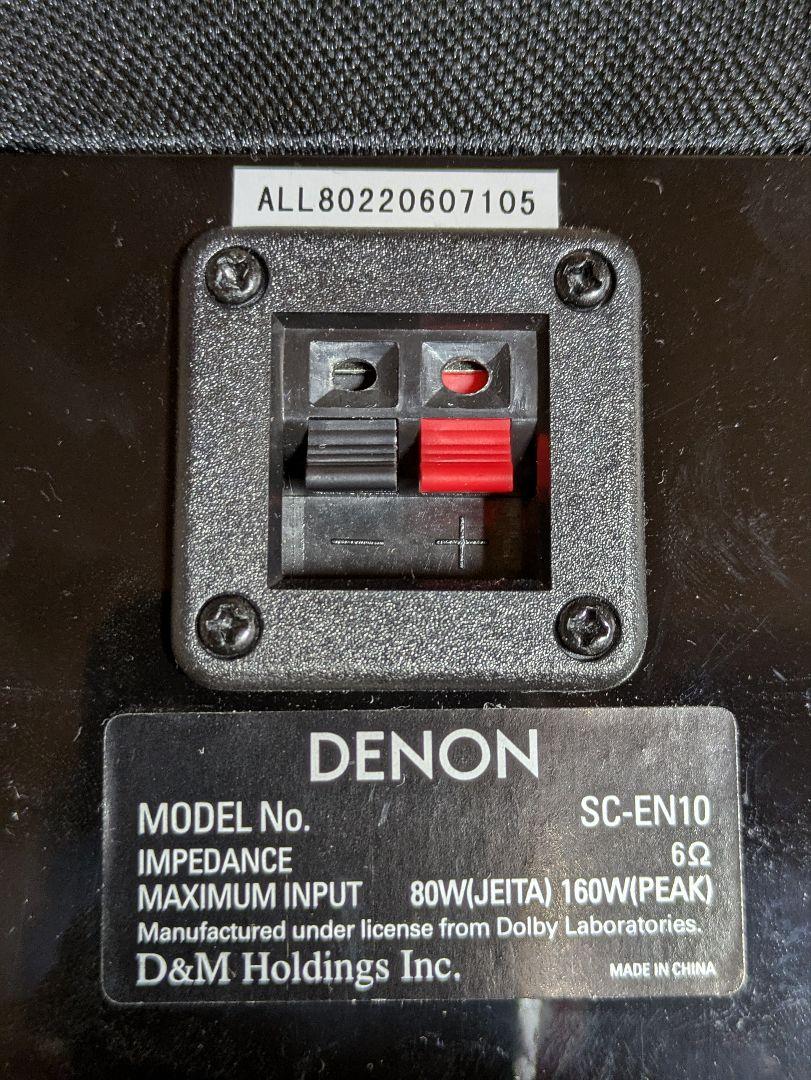 ALL80220607105
− +
DENON
MODEL No. SC-EN10
IMPEDANCE 6Ω
MAXIMUM INPUT 80W(JEITA) 160W(PEAK)
Manufactured under license from Dolby Laboratories.
D&M Holdings Inc. MADE IN CHINA